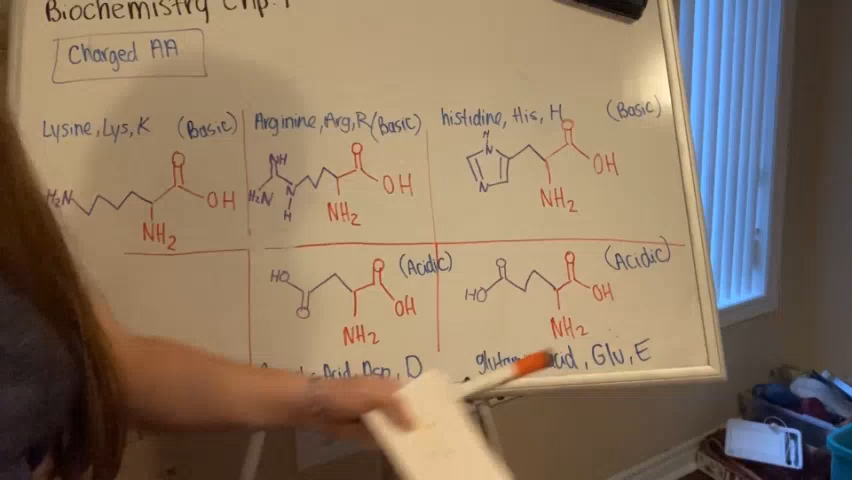 Biochemistry Chp.
Charged AA
Lysine, Lys, K (Basic)
Arginine, Arg, R (Basic)
histidine, His, H (Basic)
H₂N O OH NH₂
NH H₂N N H O OH NH₂
H N N O OH NH₂
HO O O OH NH₂ (Acidic)
HO O O OH NH₂ (Acidic)
Acid, Asp, D
Glu, E